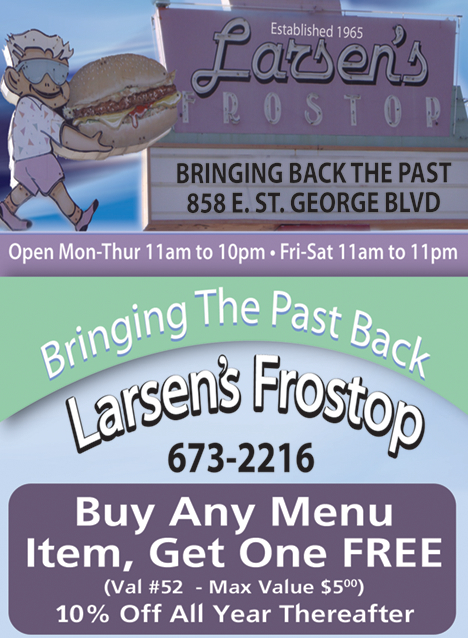 Established 1965
Larsen's
FROSTOP
BRINGING BACK THE PAST
858 E. ST. GEORGE BLVD
Open Mon-Thur 11am to 10pm • Fri-Sat 11am to 11pm
Bringing The Past Back
Larsen's Frostop
673-2216
Buy Any Menu
Item, Get One FREE
(Val #52 - Max Value $5⁰⁰)
10% Off All Year Thereafter